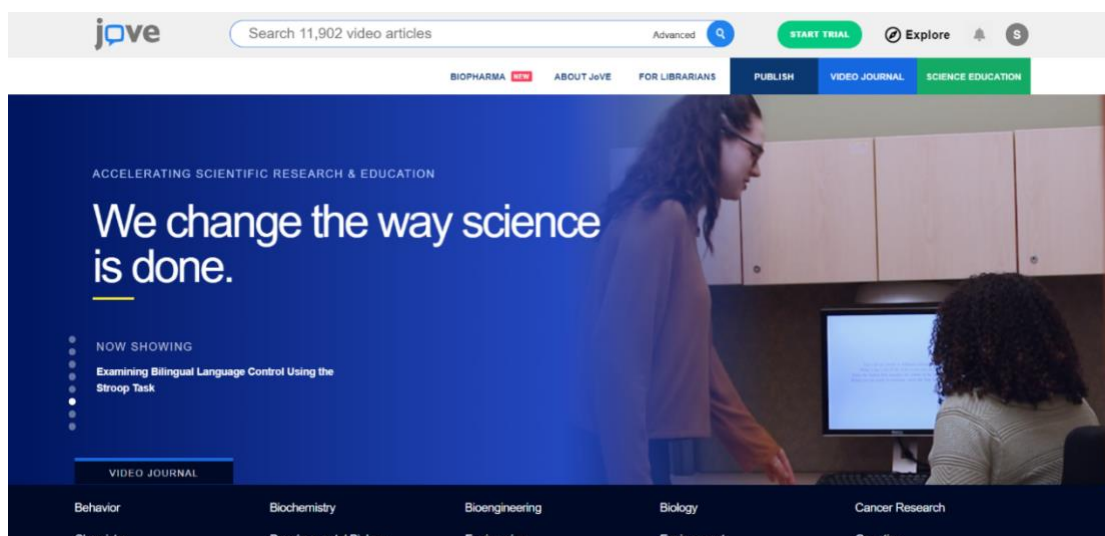 jove
Search 11,902 video articles
Advanced
START TRIAL
Explore
S
BIOPHARMA NEW
ABOUT JoVE
FOR LIBRARIANS
PUBLISH
VIDEO JOURNAL
SCIENCE EDUCATION
ACCELERATING SCIENTIFIC RESEARCH & EDUCATION
We change the way science
is done.
NOW SHOWING
Examining Bilingual Language Control Using the
Stroop Task
VIDEO JOURNAL
Behavior
Biochemistry
Bioengineering
Biology
Cancer Research